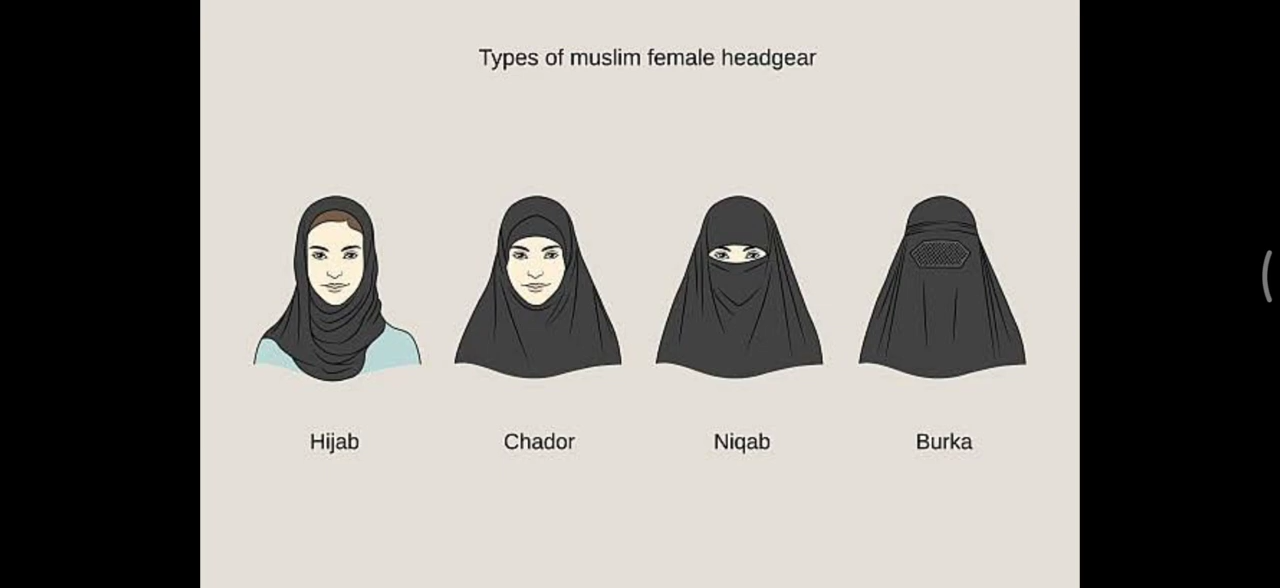 Types of muslim female headgear
Hijab
Chador
Niqab
Burka